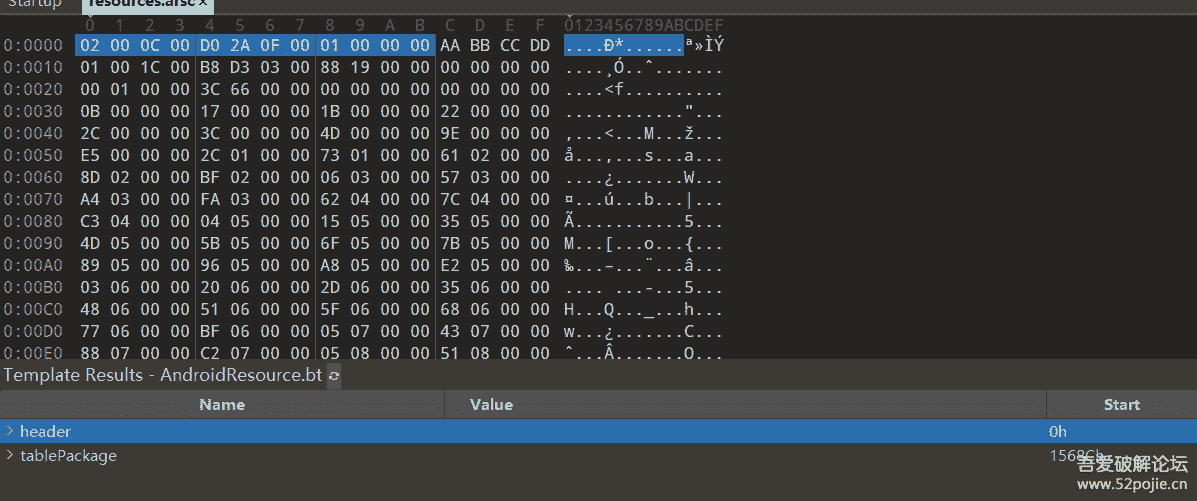 Startup resources.arsc ×
0 1 2 3 4 5 6 7 8 9 A B C D E F 0123456789ABCDEF
0:0000 02 00 0C 00 D0 2A 0F 00 01 00 00 00 AA BB CC DD ....Ð*......ª»ÌÝ
0:0010 01 00 1C 00 B8 D3 03 00 88 19 00 00 00 00 00 00 ....¸Ó..ˆ.......
0:0020 00 01 00 00 3C 66 00 00 00 00 00 00 00 00 00 00 ....<f..........
0:0030 0B 00 00 00 17 00 00 00 1B 00 00 00 22 00 00 00 ............"...
0:0040 2C 00 00 00 3C 00 00 00 4D 00 00 00 9E 00 00 00 ,...<...M...ž...
0:0050 E5 00 00 00 2C 01 00 00 73 01 00 00 61 02 00 00 å...,...s...a...
0:0060 8D 02 00 00 BF 02 00 00 06 03 00 00 57 03 00 00 ....¿.......W...
0:0070 A4 03 00 00 FA 03 00 00 62 04 00 00 7C 04 00 00 ¤...ú...b...|...
0:0080 C3 04 00 00 04 05 00 00 15 05 00 00 35 05 00 00 Ã...........5...
0:0090 4D 05 00 00 5B 05 00 00 6F 05 00 00 7B 05 00 00 M...[...o...{...
0:00A0 89 05 00 00 96 05 00 00 A8 05 00 00 E2 05 00 00 ‰...–...¨...â...
0:00B0 03 06 00 00 20 06 00 00 2D 06 00 00 35 06 00 00 .... ...-...5...
0:00C0 48 06 00 00 51 06 00 00 5F 06 00 00 68 06 00 00 H...Q..._...h...
0:00D0 77 06 00 00 BF 06 00 00 05 07 00 00 43 07 00 00 w...¿.......C...
0:00E0 88 07 00 00 C2 07 00 00 05 08 00 00 51 08 00 00 ˆ...Â.......Q...
Template Results - AndroidResource.bt
Name Value Start
> header 0h
> tablePackage 1568Ch
吾爱破解论坛
www.52pojie.cn